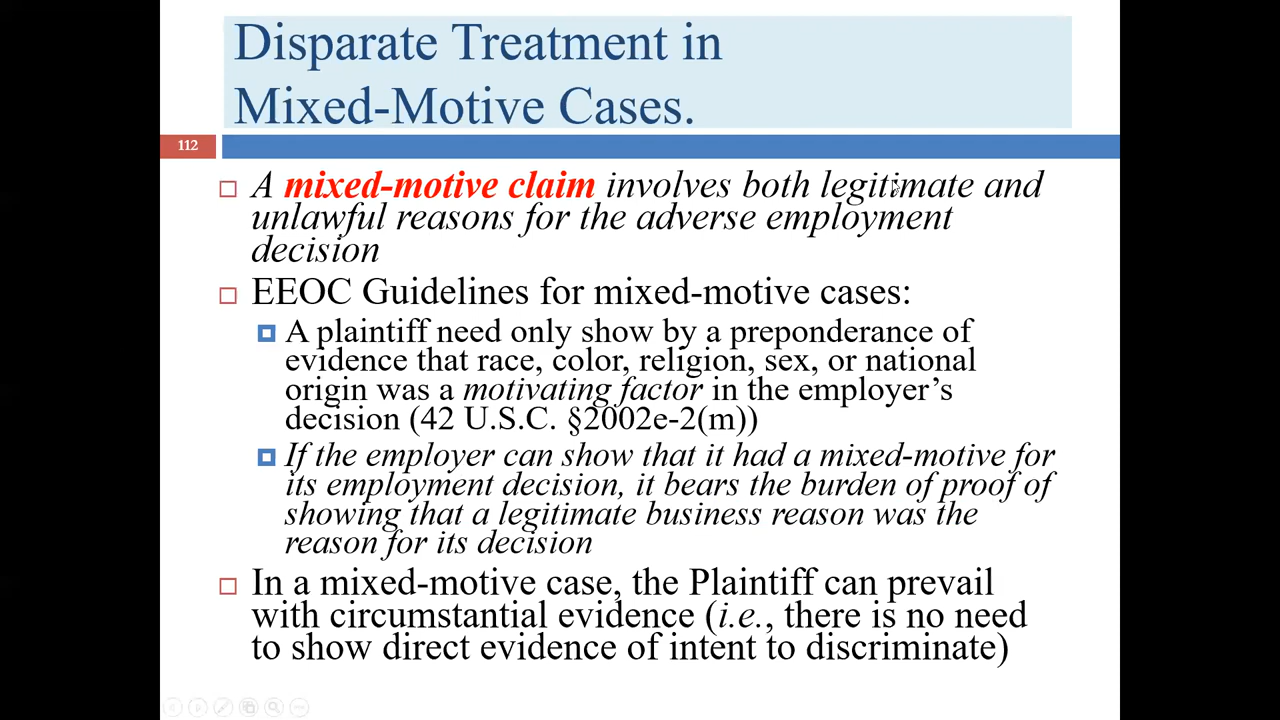 Disparate Treatment in
Mixed-Motive Cases.
112
A mixed-motive claim involves both legitimate and
unlawful reasons for the adverse employment
decision
EEOC Guidelines for mixed-motive cases:
A plaintiff need only show by a preponderance of
evidence that race, color, religion, sex, or national
origin was a motivating factor in the employer’s
decision (42 U.S.C. §2002e-2(m))
If the employer can show that it had a mixed-motive for
its employment decision, it bears the burden of proof of
showing that a legitimate business reason was the
reason for its decision
In a mixed-motive case, the Plaintiff can prevail
with circumstantial evidence (i.e., there is no need
to show direct evidence of intent to discriminate)